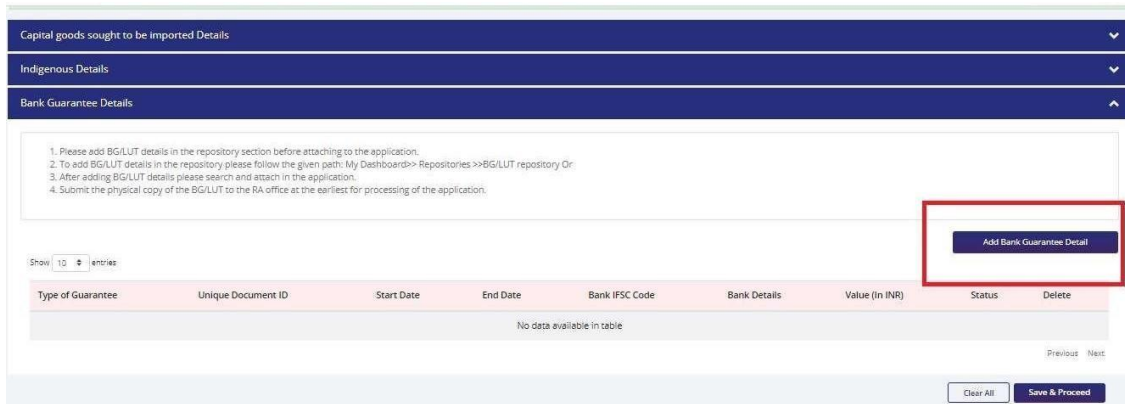 Capital goods sought to be imported Details
Indigenous Details
Bank Guarantee Details
1. Please add BG/LUT details in the repository section before attaching to the application.
2. To add BG/LUT details in the repository please follow the given path: My Dashboard>> Repositories >>BG/LUT repository Or
3. After adding BG/LUT details please search and attach in the application.
4. Submit the physical copy of the BG/LUT to the RA office at the earliest for processing of the application.
Add Bank Guarantee Detail
Show 10 entries
Type of Guarantee Unique Document ID Start Date End Date Bank IFSC Code Bank Details Value (In INR) Status Delete
No data available in table
Previous Next
Clear All Save & Proceed